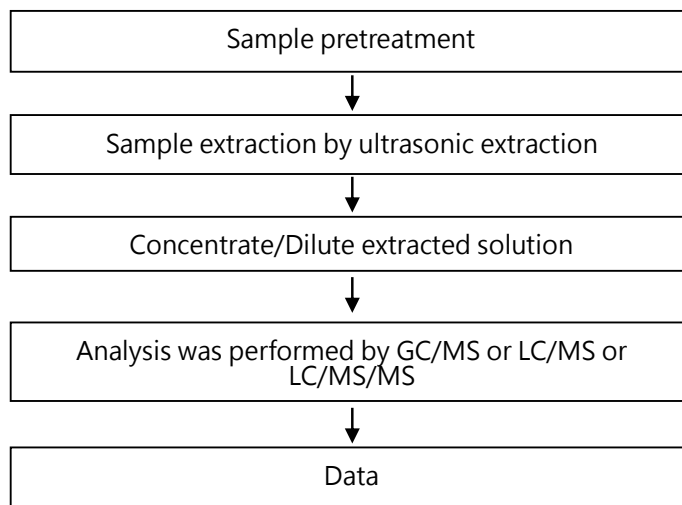 Sample pretreatment
Sample extraction by ultrasonic extraction
Concentrate/Dilute extracted solution
Analysis was performed by GC/MS or LC/MS or
LC/MS/MS
Data